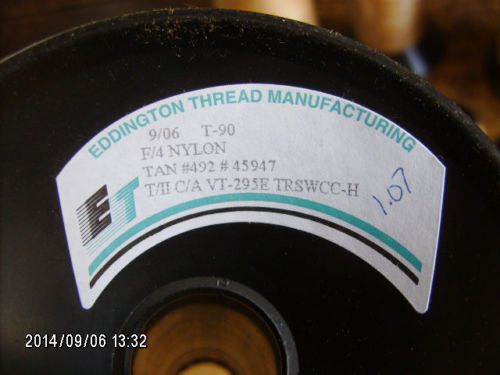 EDDINGTON THREAD MANUFACTURING
9/06 T-90
F/4 NYLON
TAN #492 # 45947
T/II C/A VT-295E TRSWCC-H
ET
1.07
2014/09/06 13:32